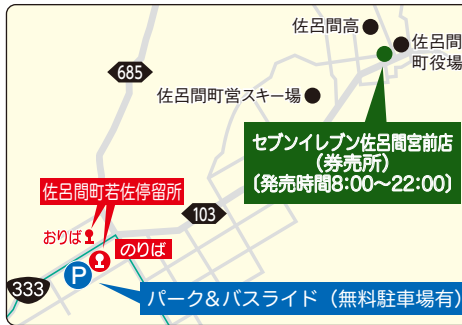 佐呂間高
佐呂間
町役場
685
佐呂間町営スキー場
セブンイレブン佐呂間宮前店
（券売所）
〔発売時間8:00〜22:00〕
佐呂間町若佐停留所
103
おりば
のりば
333
P
パーク&バスライド（無料駐車場有）